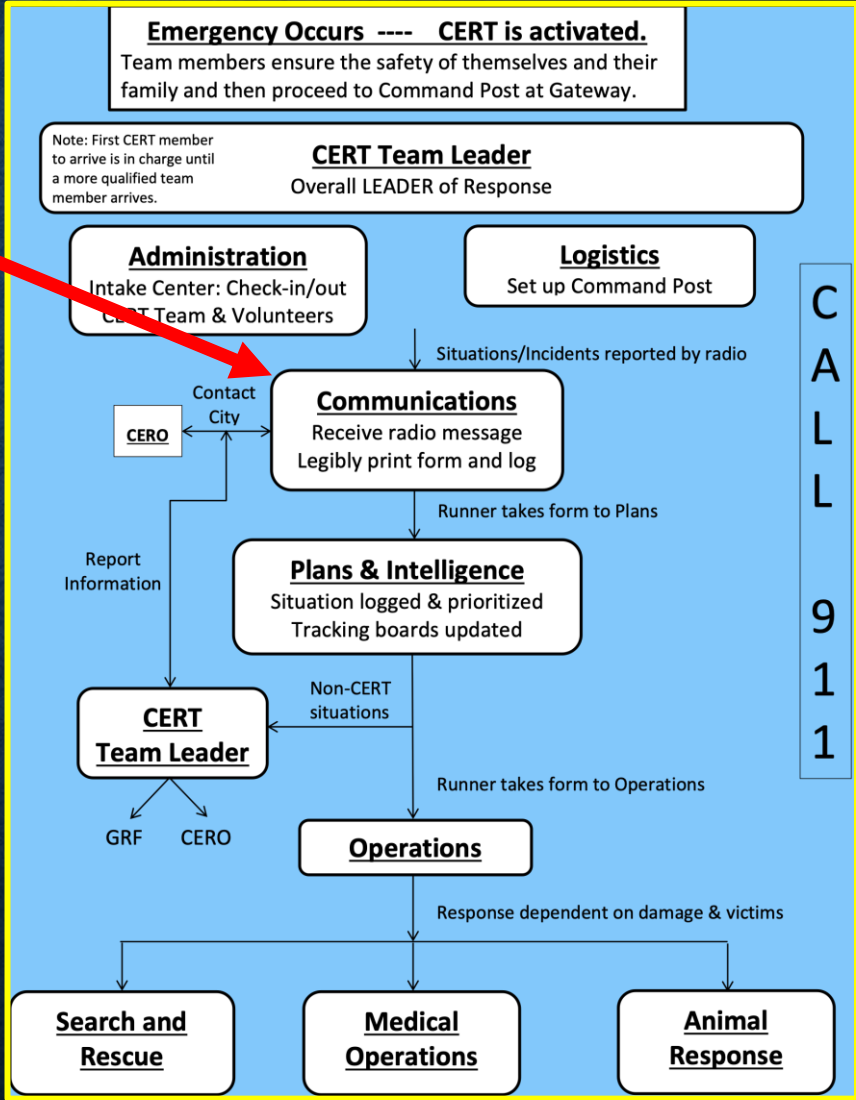 Emergency Occurs ---- CERT is activated.
Team members ensure the safety of themselves and their
family and then proceed to Command Post at Gateway.
Note: First CERT member
to arrive is in charge until
a more qualified team
member arrives.
CERT Team Leader
Overall LEADER of Response
Administration
Intake Center: Check-in/out
CERT Team & Volunteers
Logistics
Set up Command Post
Situations/Incidents reported by radio
Contact
City
CERO
Communications
Receive radio message
Legibly print form and log
Runner takes form to Plans
Report
Information
Plans & Intelligence
Situation logged & prioritized
Tracking boards updated
Non-CERT
situations
CERT
Team Leader
Runner takes form to Operations
GRF
CERO
Operations
Response dependent on damage & victims
Search and
Rescue
Medical
Operations
Animal
Response
C
A
L
L
9
1
1